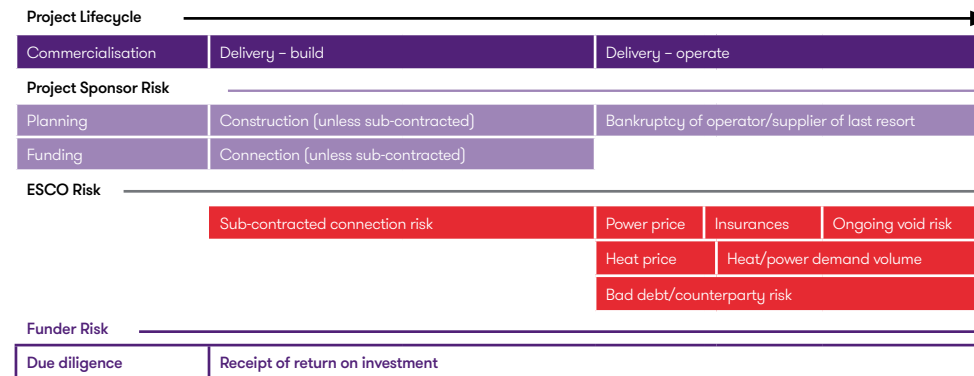 Project Lifecycle
Commercialisation Delivery – build Delivery – operate
Project Sponsor Risk
Planning Construction (unless sub-contracted) Bankruptcy of operator/supplier of last resort
Funding Connection (unless sub-contracted)
ESCO Risk
Sub-contracted connection risk Power price Insurances Ongoing void risk
Heat price Heat/power demand volume
Bad debt/counterparty risk
Funder Risk
Due diligence Receipt of return on investment